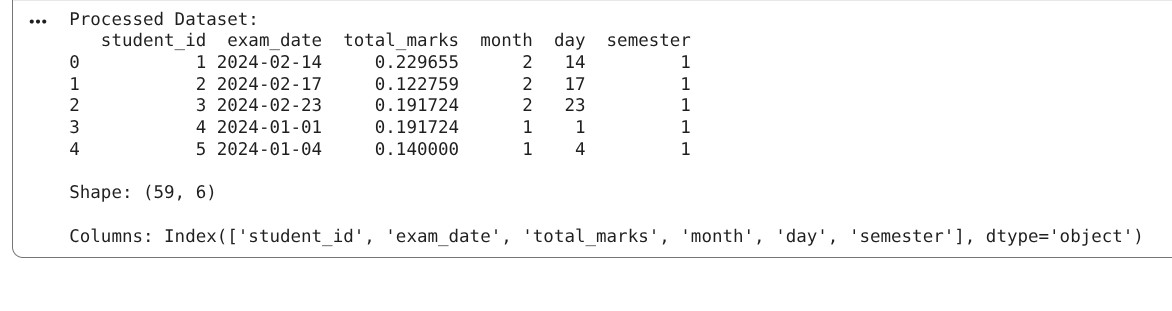 Processed Dataset:
student_id exam_date total_marks month day semester
0 1 2024-02-14 0.229655 2 14 1
1 2 2024-02-17 0.122759 2 17 1
2 3 2024-02-23 0.191724 2 23 1
3 4 2024-01-01 0.191724 1 1 1
4 5 2024-01-04 0.140000 1 4 1
Shape: (59, 6)
Columns: Index(['student_id', 'exam_date', 'total_marks', 'month', 'day', 'semester'], dtype='object')